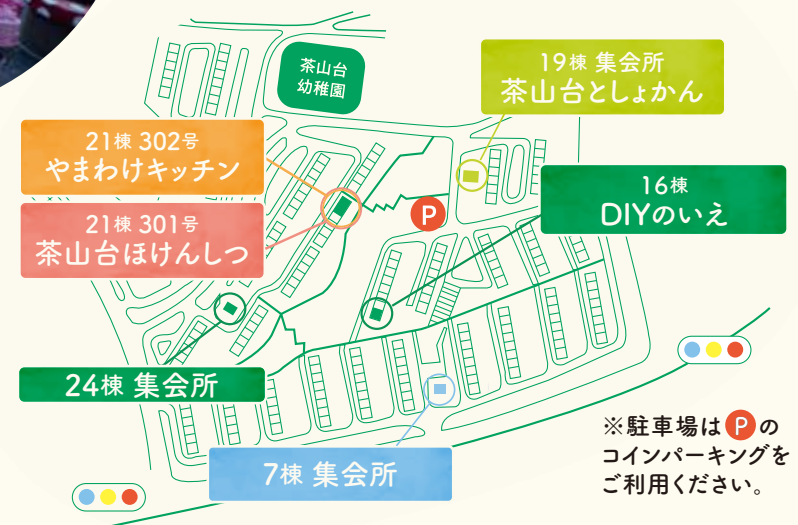 茶山台
幼稚園
19棟 集会所
茶山台としょかん
21棟 302号
やまわけキッチン
16棟
DIYのいえ
P
21棟 301号
茶山台ほけんしつ
24棟 集会所
7棟 集会所
※駐車場はPの
コインパーキングを
ご利用ください。